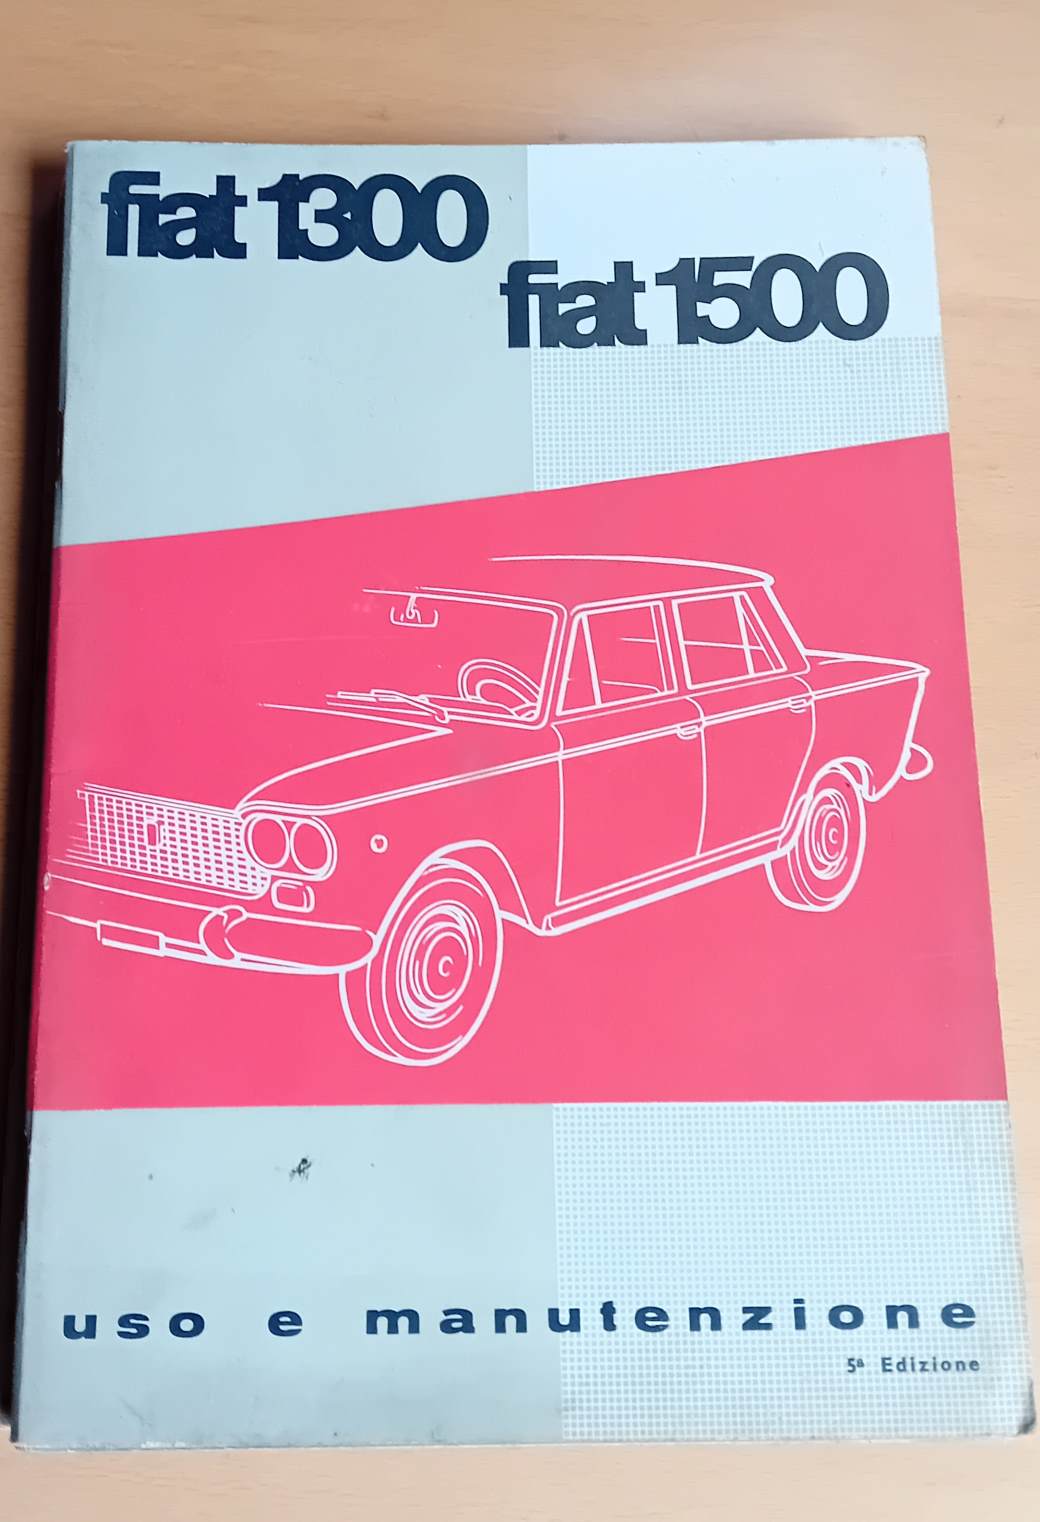 fiat 1300
fiat 1500
uso e manutenzione
5ª Edizione